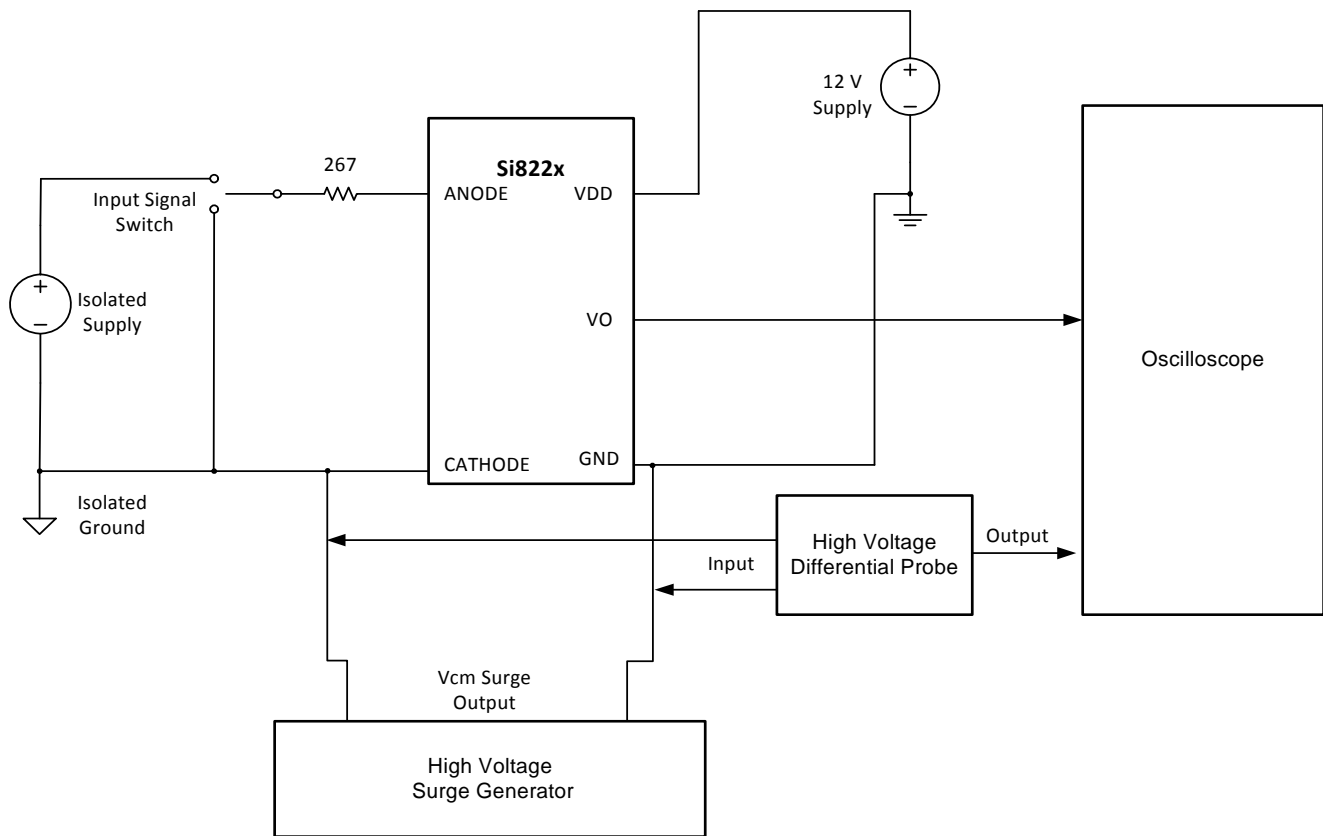 12 V
Supply
+
−
Si822x
267
ANODE
VDD
Input Signal
Switch
+
−
Isolated
Supply
VO
Oscilloscope
CATHODE
GND
Isolated
Ground
High Voltage
Differential Probe
Input
Output
Vcm Surge
Output
High Voltage
Surge Generator